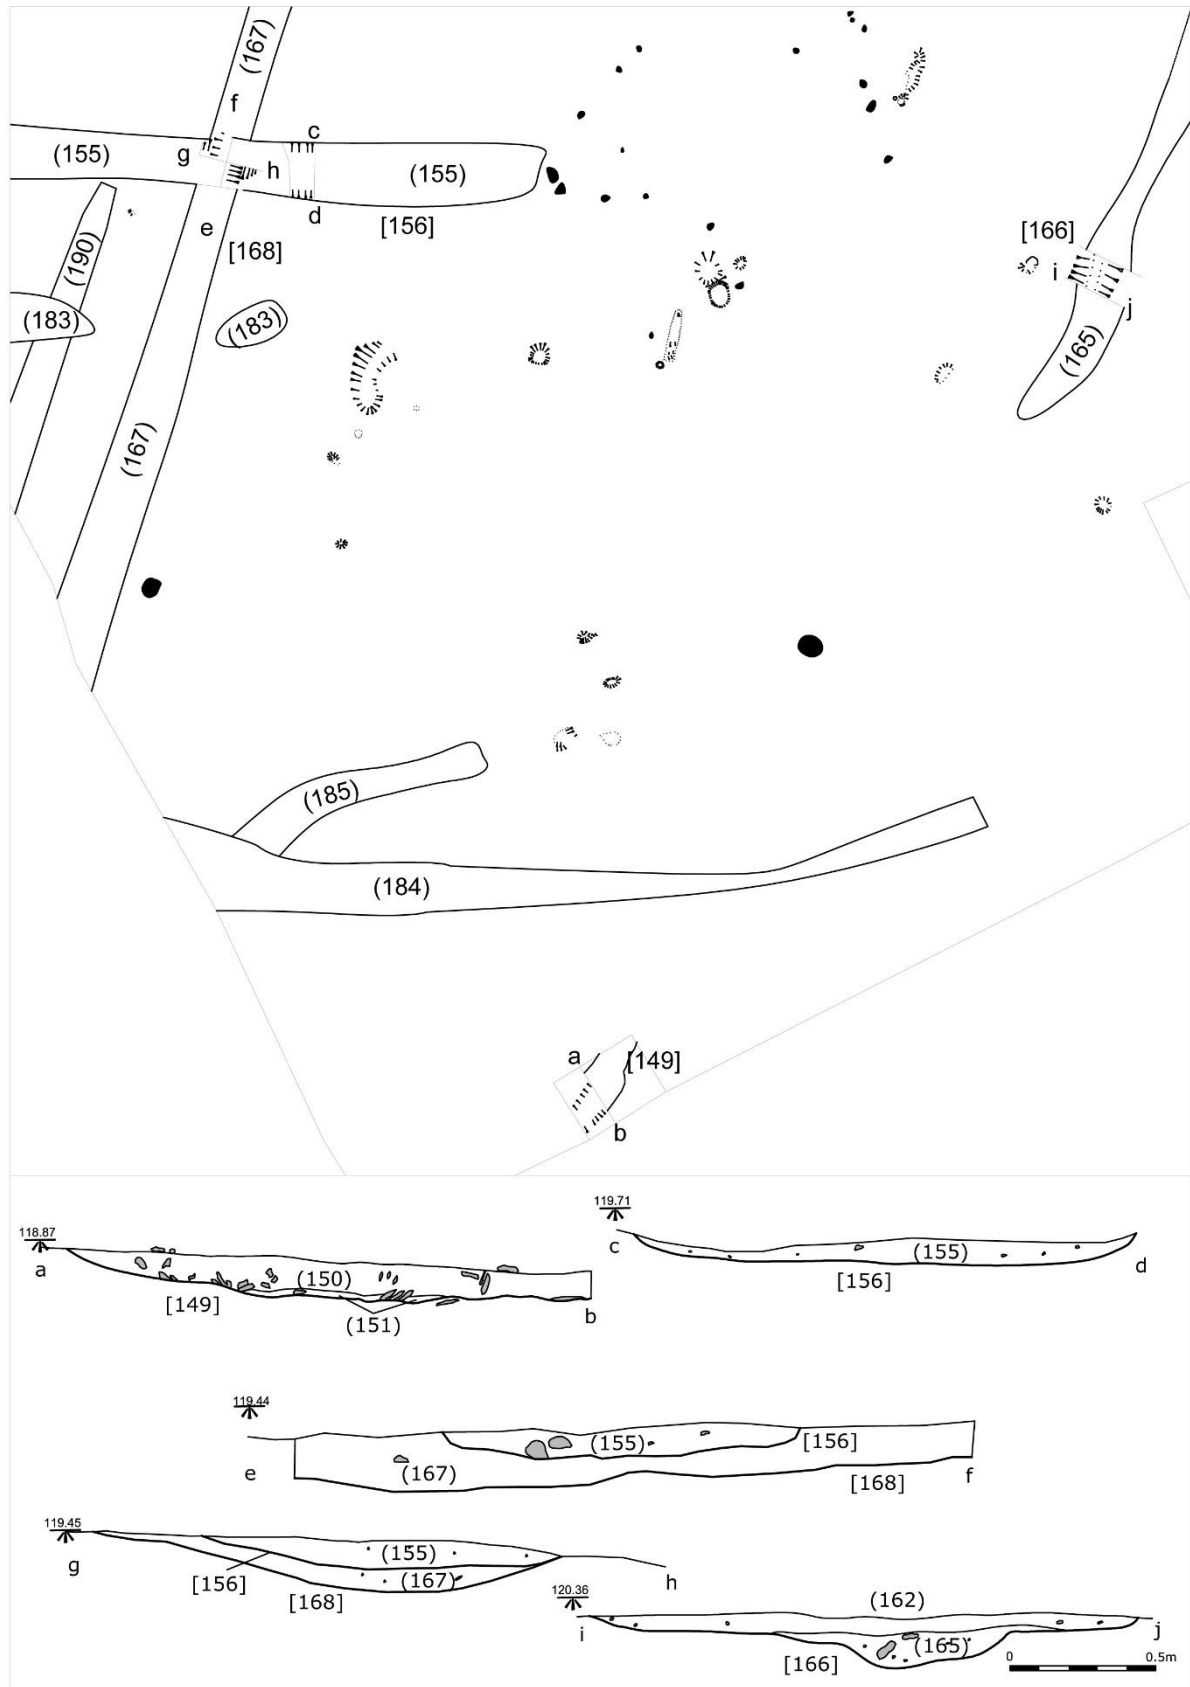 (167)
f
c
g
(155)
h
(155)
d
[156]
e
[168]
[166]
i
j
(190)
(183)
(183)
(165)
(167)
(185)
(184)
a
[149]
b
118.87
a
(150)
[149]
(151)
b
119.71
c
(155)
[156]
d
119.44
e
(155)
[156]
(167)
[168]
f
119.45
g
(155)
[156]
(167)
[168]
h
120.36
(162)
i
(165)
j
[166]
0
0.5m